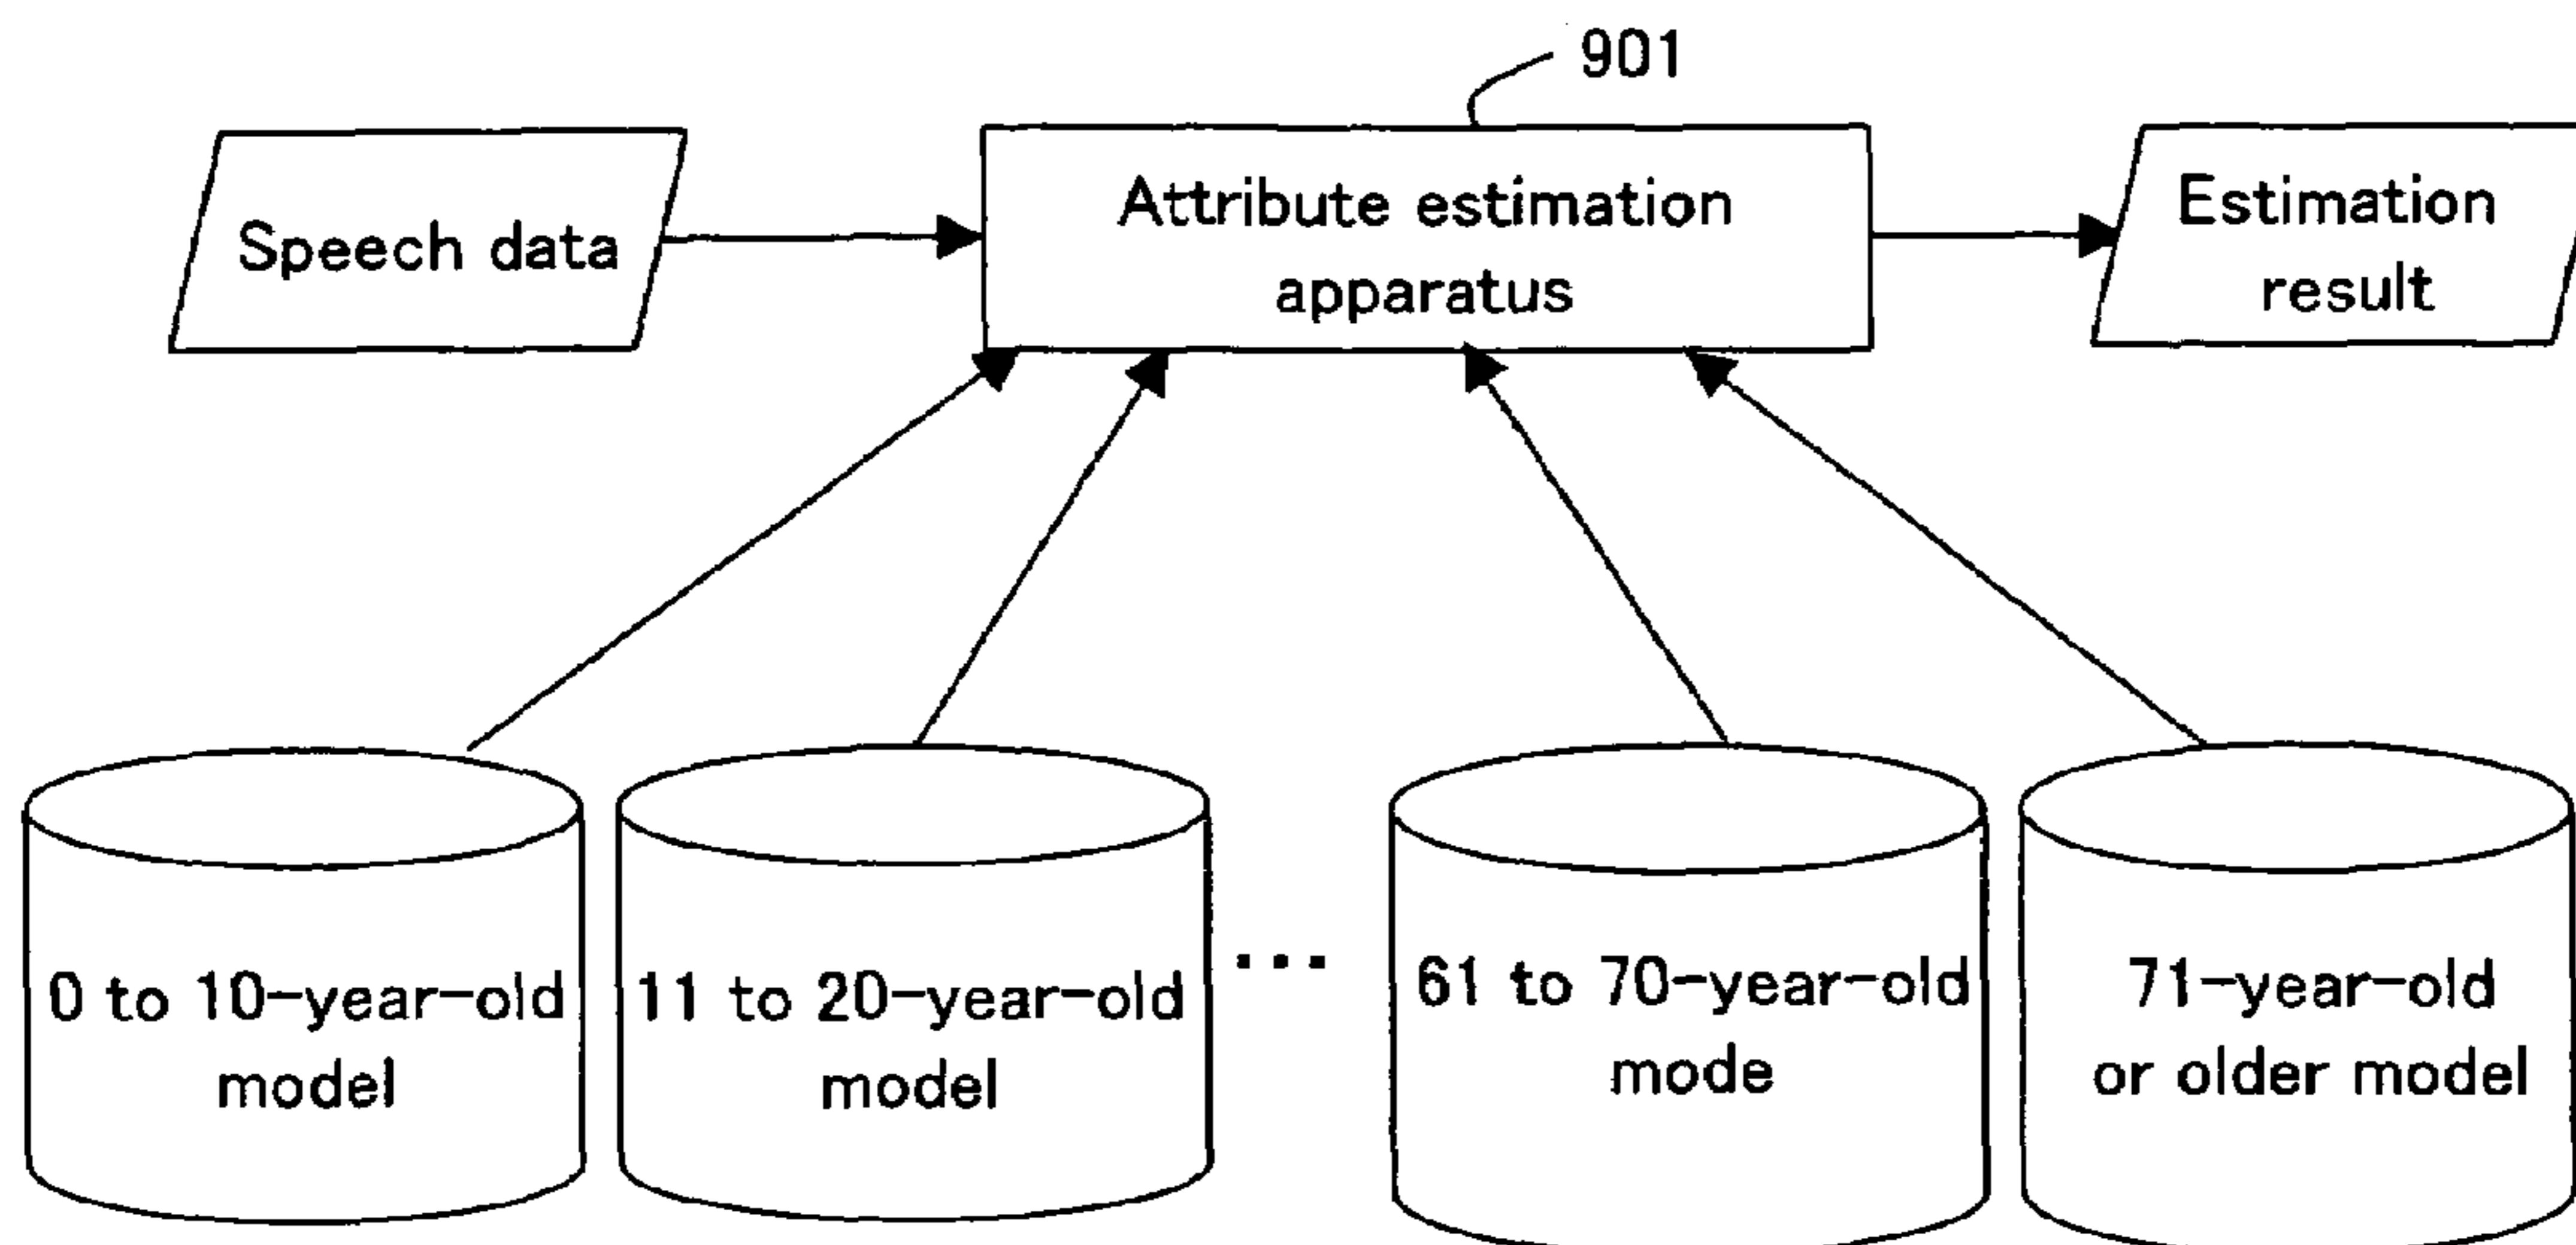 901
Speech data
Attribute estimation
apparatus
Estimation
result
0 to 10-year-old
model
11 to 20-year-old
model
...
61 to 70-year-old
mode
71-year-old
or older model